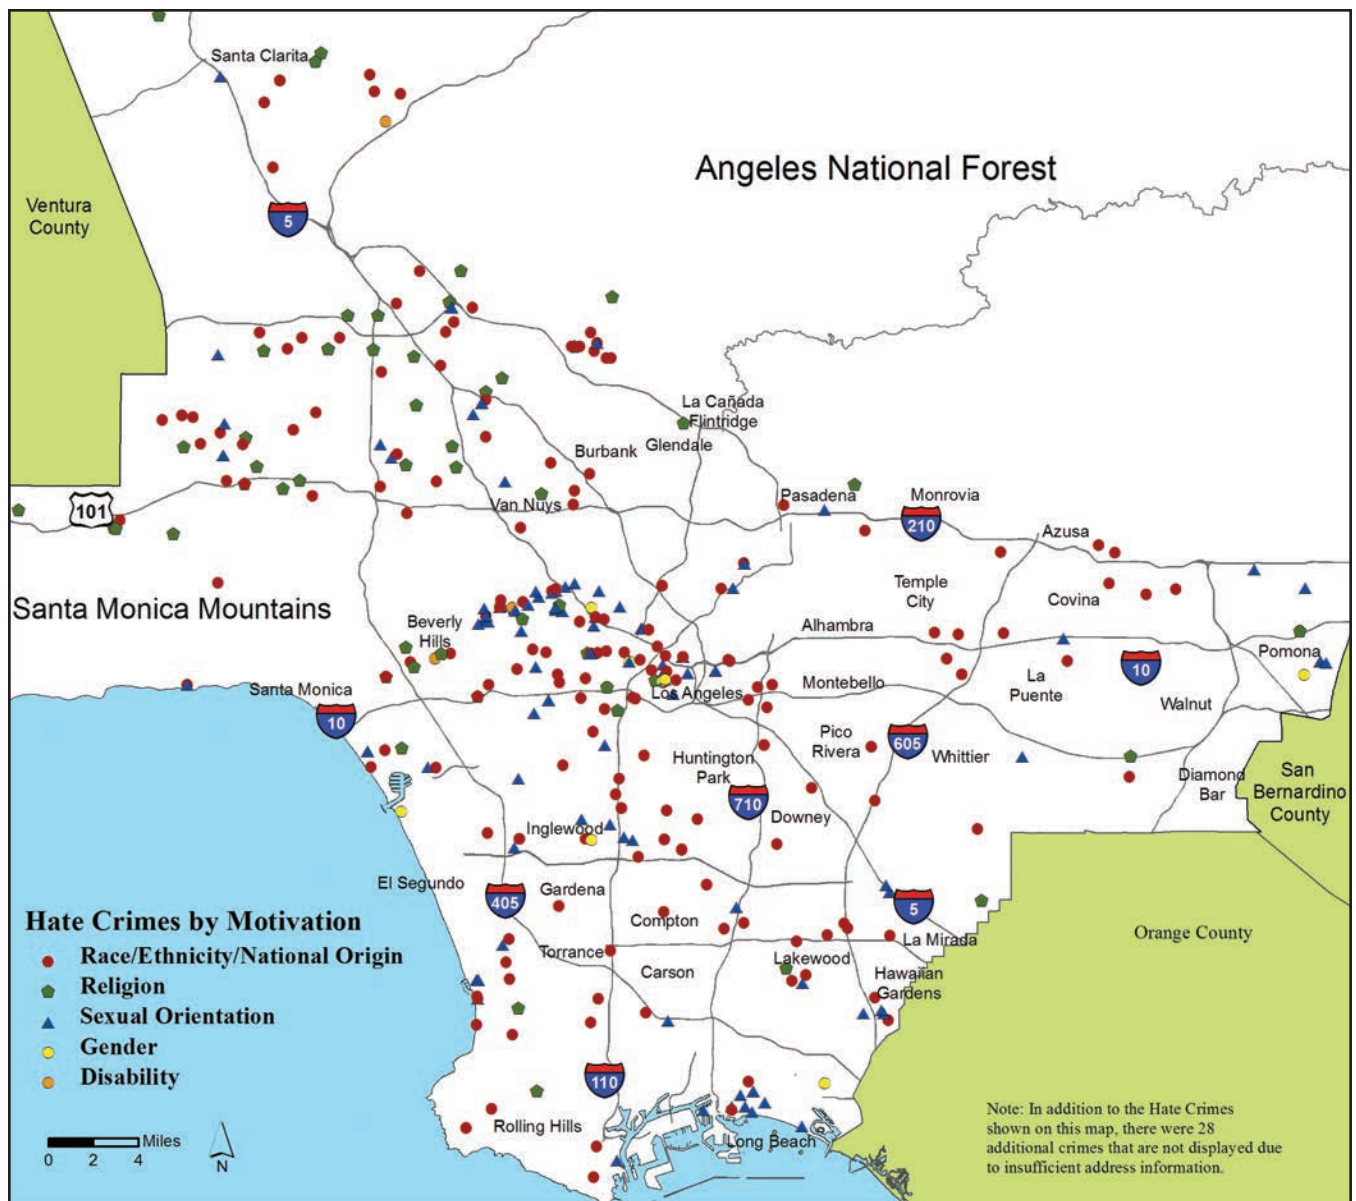 Santa Clarita
Angeles National Forest
Ventura
County
5
La Cañada
Flintridge
Burbank
Glendale
Van Nuys
101
Pasadena
Monrovia
210
Azusa
Santa Monica Mountains
Temple
City
Covina
Beverly
Hills
Alhambra
Pomona
La
Puente
10
Los Angeles
Montebello
Santa Monica
10
Walnut
Pico
Rivera
605
Whittier
Huntington
Park
710
Diamond
Bar
San
Bernardino
County
Downey
Inglewood
El Segundo
405
Gardena
5
Compton
Hate Crimes by Motivation
Race/Ethnicity/National Origin
Religion
Sexual Orientation
Gender
Disability
La Mirada
Orange County
Torrance
Lakewood
Carson
Hawaiian
Gardens
110
Rolling Hills
Long Beach
Miles
0 2 4
N
Note: In addition to the Hate Crimes
shown on this map, there were 28
additional crimes that are not displayed due
to insufficient address information.